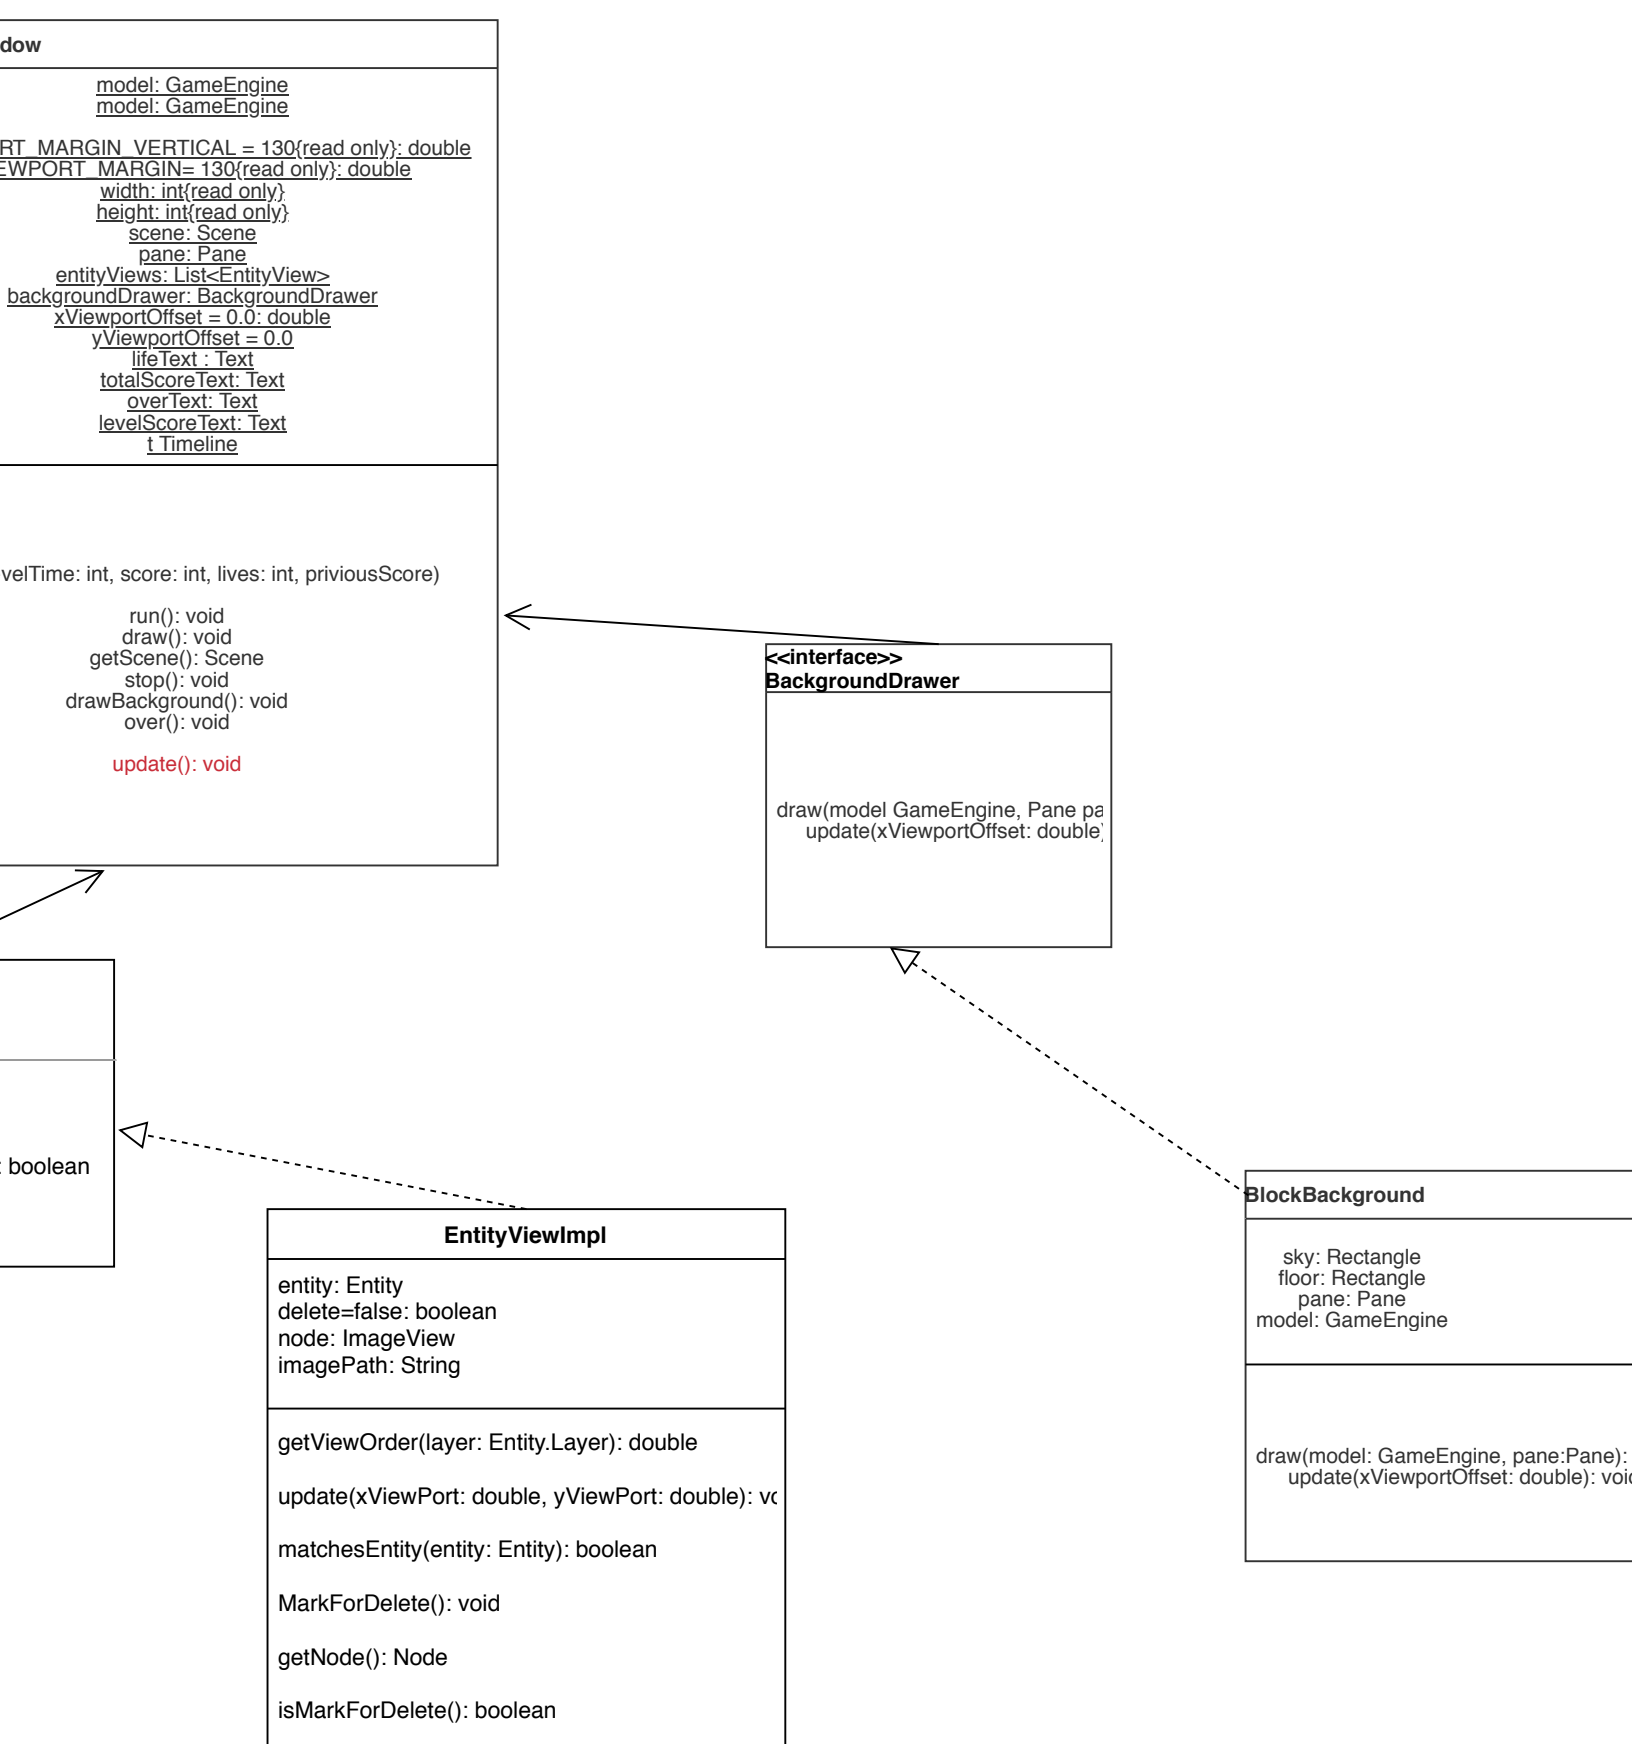 dow
model: GameEngine
model: GameEngine
RT_MARGIN_VERTICAL = 130{read only}: double
EWPORT_MARGIN= 130{read only}: double
width: int{read only}
height: int{read only}
scene: Scene
pane: Pane
entityViews: List<EntityView>
backgroundDrawer: BackgroundDrawer
xViewportOffset = 0.0: double
yViewportOffset = 0.0
lifeText : Text
totalScoreText: Text
overText: Text
levelScoreText: Text
t Timeline
velTime: int, score: int, lives: int, priviousScore)
run(): void
draw(): void
getScene(): Scene
stop(): void
drawBackground(): void
over(): void
update(): void
<<interface>>
BackgroundDrawer
draw(model GameEngine, Pane pa
update(xViewportOffset: double)
: boolean
EntityViewImpl
entity: Entity
delete=false: boolean
node: ImageView
imagePath: String
getViewOrder(layer: Entity.Layer): double
update(xViewPort: double, yViewPort: double): vo
matchesEntity(entity: Entity): boolean
MarkForDelete(): void
getNode(): Node
isMarkForDelete(): boolean
BlockBackground
sky: Rectangle
floor: Rectangle
pane: Pane
model: GameEngine
draw(model: GameEngine, pane:Pane):
update(xViewportOffset: double): void